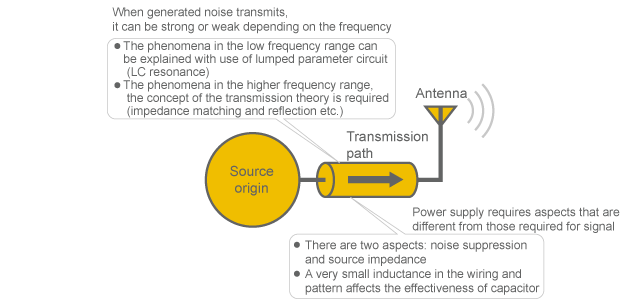 When generated noise transmits,
it can be strong or weak depending on the frequency
● The phenomena in the low frequency range can
be explained with use of lumped parameter circuit
(LC resonance)
● The phenomena in the higher frequency range,
the concept of the transmission theory is required
(impedance matching and reflection etc.)
Antenna
Transmission
path
Source
origin
Power supply requires aspects that are
different from those required for signal
● There are two aspects: noise suppression
and source impedance
● A very small inductance in the wiring and
pattern affects the effectiveness of capacitor